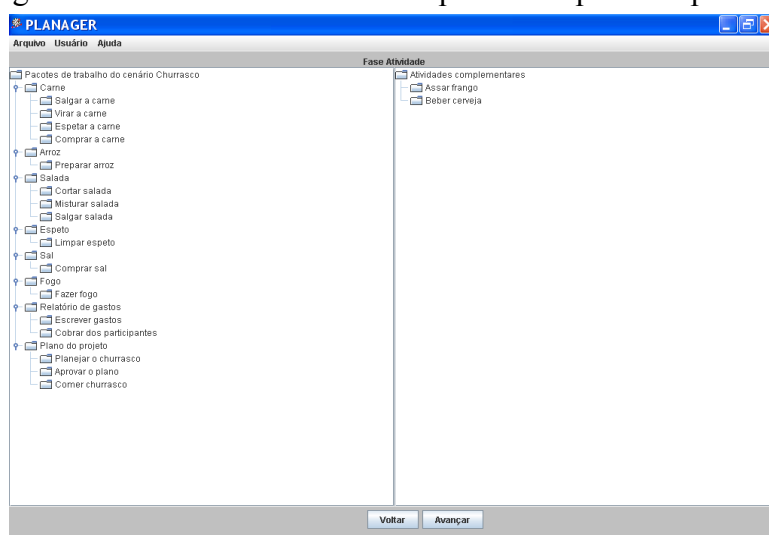 PLANAGER
Arquivo Usuário Ajuda
Fase Atividade
Pacotes de trabalho do cenário Churrasco
Carne
Salgar a carne
Virar a carne
Espetar a carne
Comprar a carne
Arroz
Preparar arroz
Salada
Cortar salada
Misturar salada
Salgar salada
Espeto
Limpar espeto
Sal
Comprar sal
Fogo
Fazer fogo
Relatório de gastos
Escrever gastos
Cobrar dos participantes
Plano do projeto
Planejar o churrasco
Aprovar o plano
Comer churrasco
Atividades complementares
Assar frango
Beber cerveja
Voltar Avançar